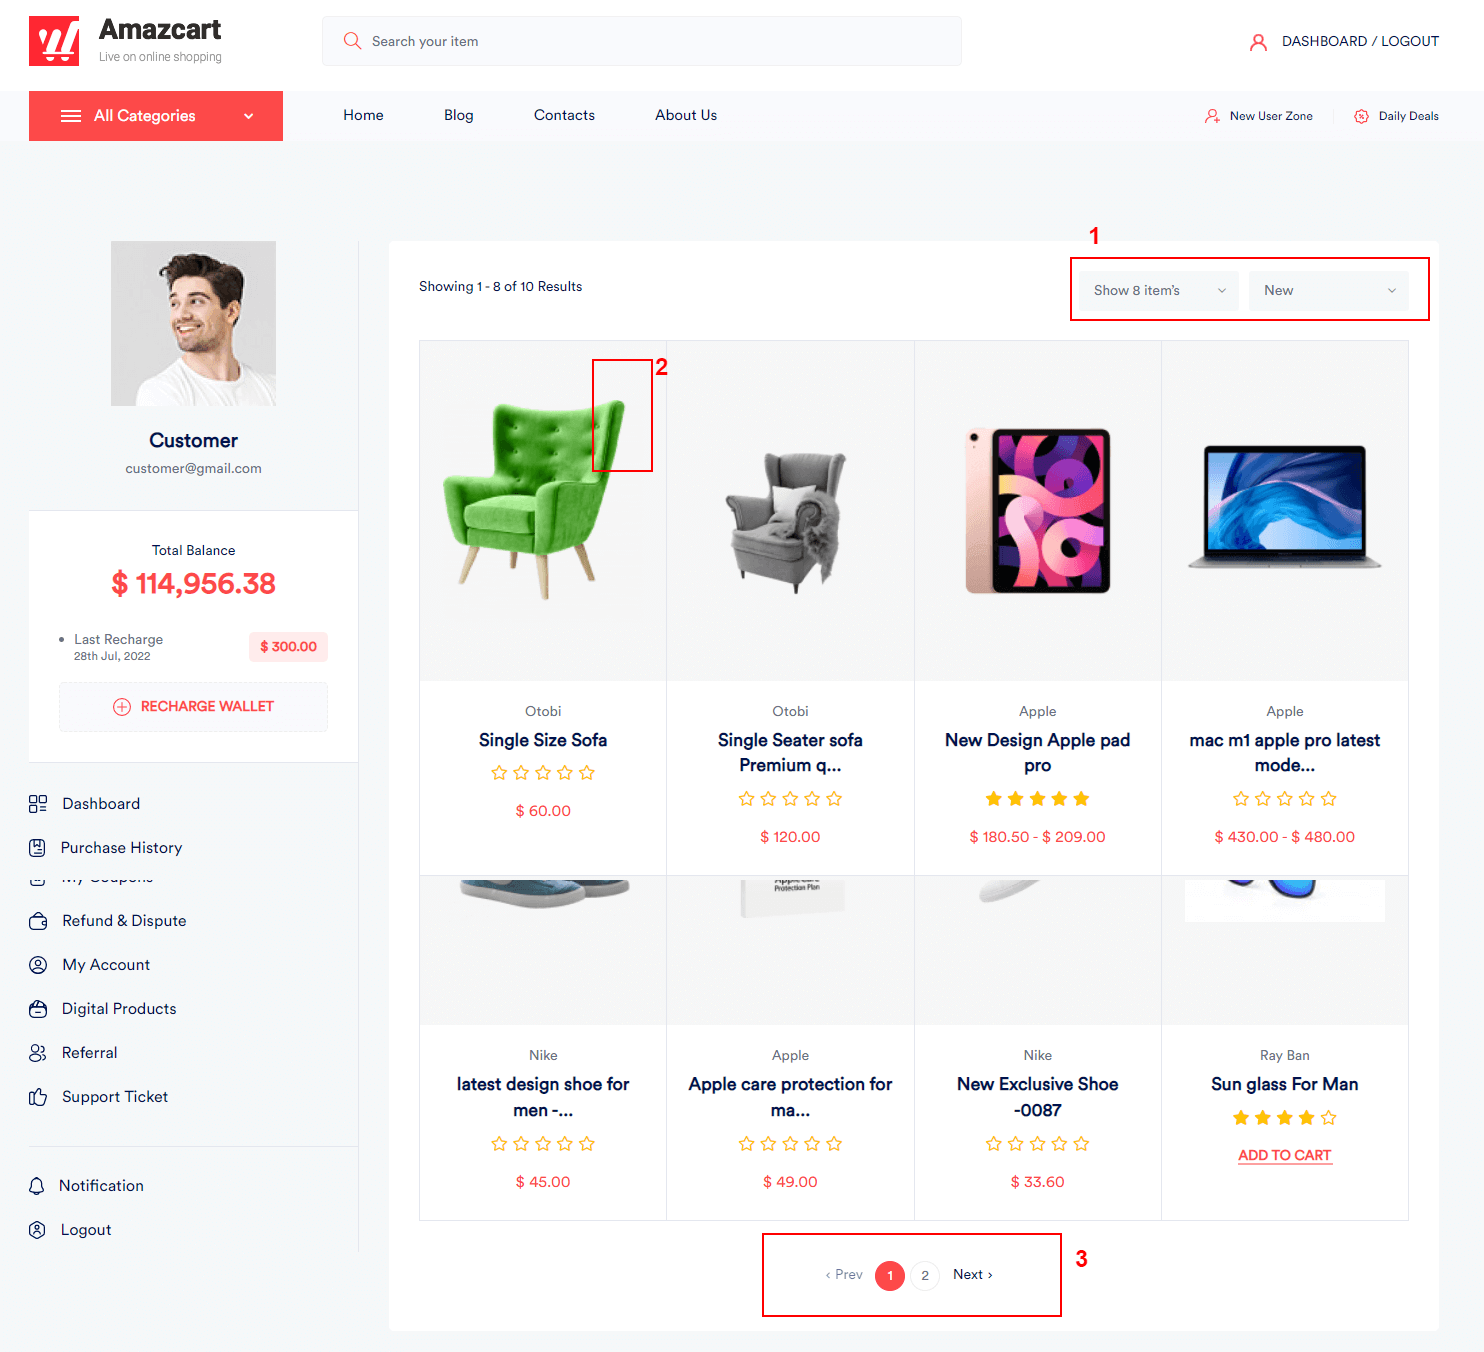 Amazcart
Live on online shopping
Search your item
DASHBOARD / LOGOUT
All Categories
Home
Blog
Contacts
About Us
New User Zone
Daily Deals
1
Showing 1 - 8 of 10 Results
Show 8 item's
New
2
Customer
customer@gmail.com
Total Balance
$ 114,956.38
Last Recharge
28th Jul, 2022
$ 300.00
RECHARGE WALLET
Dashboard
Purchase History
My Coupons
Refund & Dispute
My Account
Digital Products
Referral
Support Ticket
Notification
Logout
Otobi
Single Size Sofa
$ 60.00
Otobi
Single Seater sofa
Premium q...
$ 120.00
Apple
New Design Apple pad
pro
$ 180.50 - $ 209.00
Apple
mac m1 apple pro latest
mode...
$ 430.00 - $ 480.00
Protection Plan
Nike
latest design shoe for
men -...
$ 45.00
Apple
Apple care protection for
ma...
$ 49.00
Nike
New Exclusive Shoe
-0087
$ 33.60
Ray Ban
Sun glass For Man
ADD TO CART
‹ Prev
1
2
Next ›
3